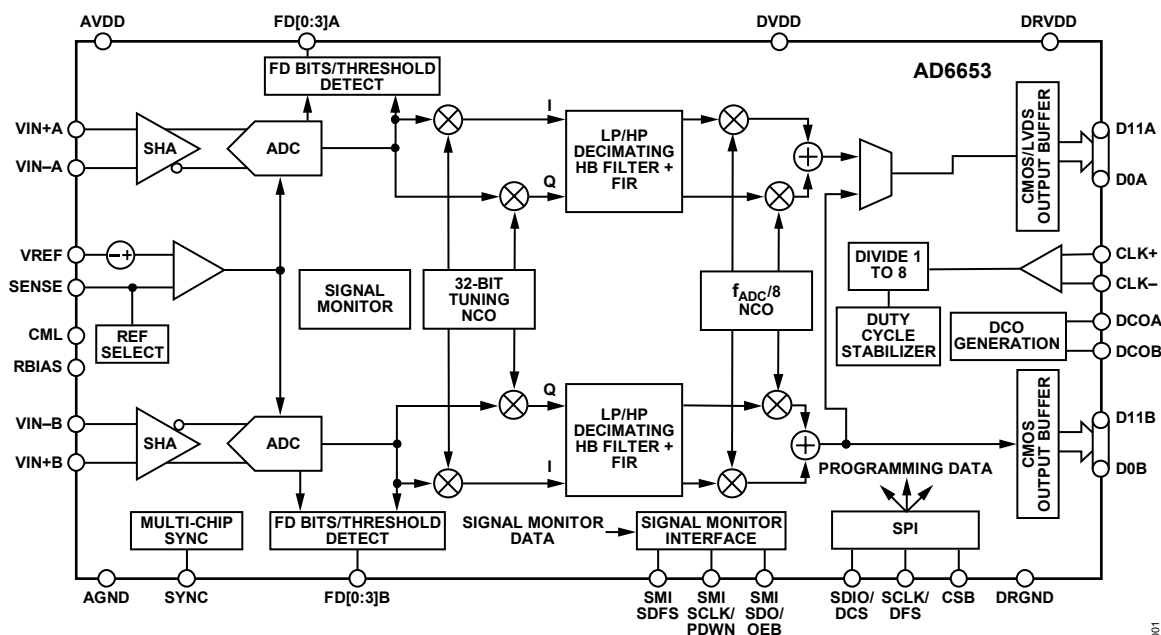 AVDD
FD[0:3]A
DVDD
DRVDD
FD BITS/THRESHOLD
DETECT
AD6653
VIN+A
VIN–A
SHA
ADC
I
Q
LP/HP
DECIMATING
HB FILTER +
FIR
CMOS/LVDS
OUTPUT BUFFER
D11A
D0A
VREF
SENSE
CML
RBIAS
–+
REF
SELECT
SIGNAL
MONITOR
32-BIT
TUNING
NCO
fADC/8
NCO
DIVIDE 1
TO 8
DUTY
CYCLE
STABILIZER
DCO
GENERATION
CLK+
CLK–
DCOA
DCOB
VIN–B
VIN+B
SHA
ADC
Q
I
LP/HP
DECIMATING
HB FILTER +
FIR
CMOS
OUTPUT BUFFER
D11B
D0B
PROGRAMMING DATA
MULTI-CHIP
SYNC
FD BITS/THRESHOLD
DETECT
SIGNAL MONITOR
DATA
SIGNAL MONITOR
INTERFACE
SPI
AGND
SYNC
FD[0:3]B
SMI
SDFS
SMI
SCLK/
PDWN
SMI
SDO/
OEB
SDIO/
DCS
SCLK/
DFS
CSB
DRGND
001